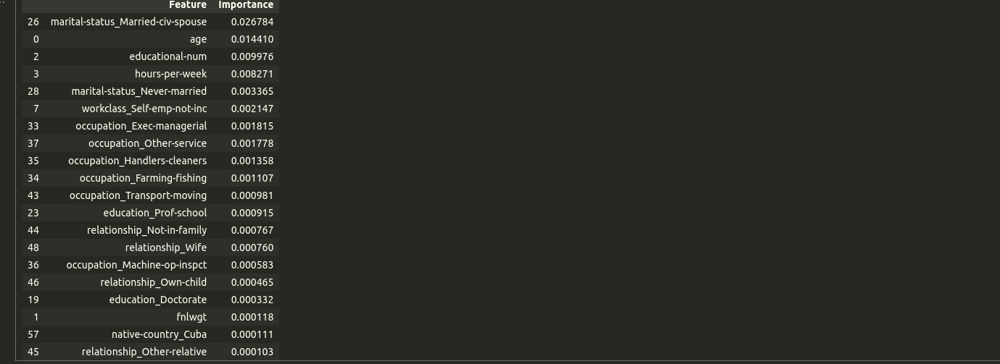 Feature Importance
26 marital-status_Married-civ-spouse 0.026784
0 age 0.014410
2 educational-num 0.009976
3 hours-per-week 0.008271
28 marital-status_Never-married 0.003365
7 workclass_Self-emp-not-inc 0.002147
33 occupation_Exec-managerial 0.001815
37 occupation_Other-service 0.001778
35 occupation_Handlers-cleaners 0.001358
34 occupation_Farming-fishing 0.001107
43 occupation_Transport-moving 0.000981
23 education_Prof-school 0.000915
44 relationship_Not-in-family 0.000767
48 relationship_Wife 0.000760
36 occupation_Machine-op-inspct 0.000583
46 relationship_Own-child 0.000465
19 education_Doctorate 0.000332
1 fnlwgt 0.000118
57 native-country_Cuba 0.000111
45 relationship_Other-relative 0.000103